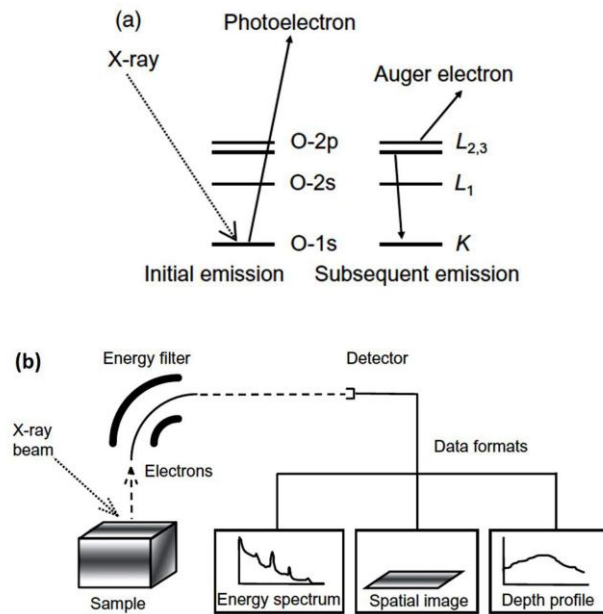 (a)
Photoelectron
X-ray
Auger electron
O-2p
L2,3
O-2s
L1
O-1s
K
Initial emission
Subsequent emission
(b)
Energy filter
Detector
X-ray
beam
Electrons
Data formats
Sample
Energy spectrum
Spatial image
Depth profile